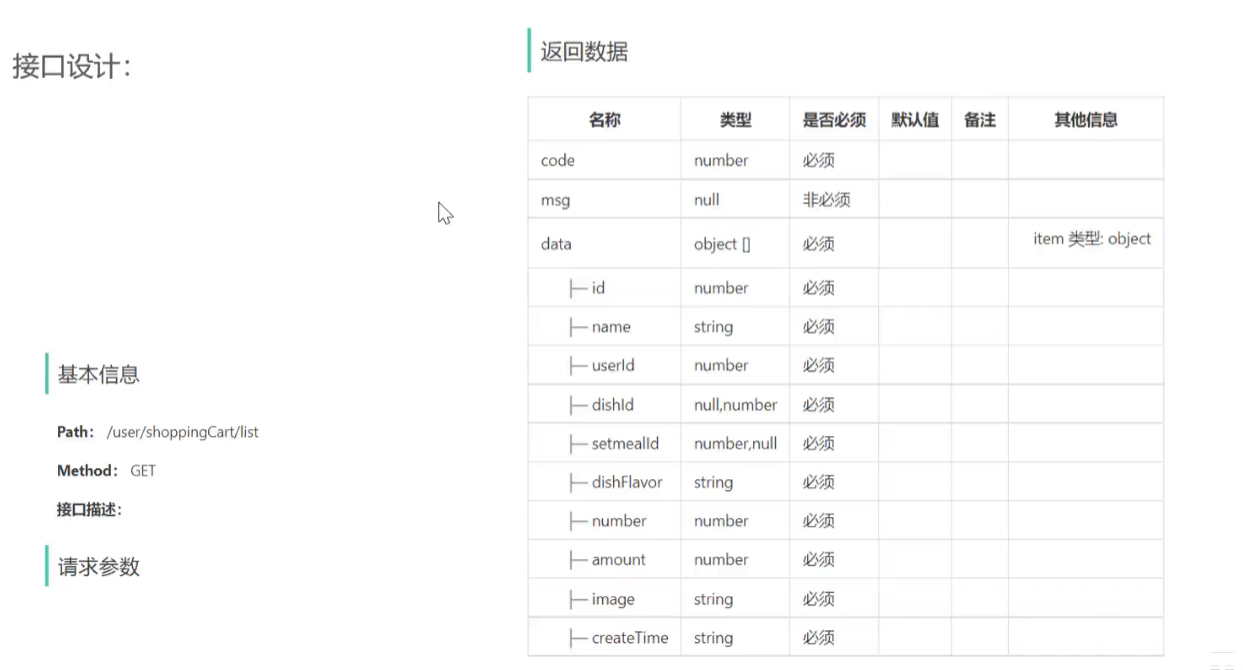 接口设计：
基本信息
Path： /user/shoppingCart/list
Method： GET
接口描述：
请求参数
返回数据
名称 类型 是否必须 默认值 备注 其他信息
code number 必须
msg null 非必须
data object [] 必须 item 类型: object
├─ id number 必须
├─ name string 必须
├─ userId number 必须
├─ dishId null,number 必须
├─ setmealId number,null 必须
├─ dishFlavor string 必须
├─ number number 必须
├─ amount number 必须
├─ image string 必须
├─ createTime string 必须